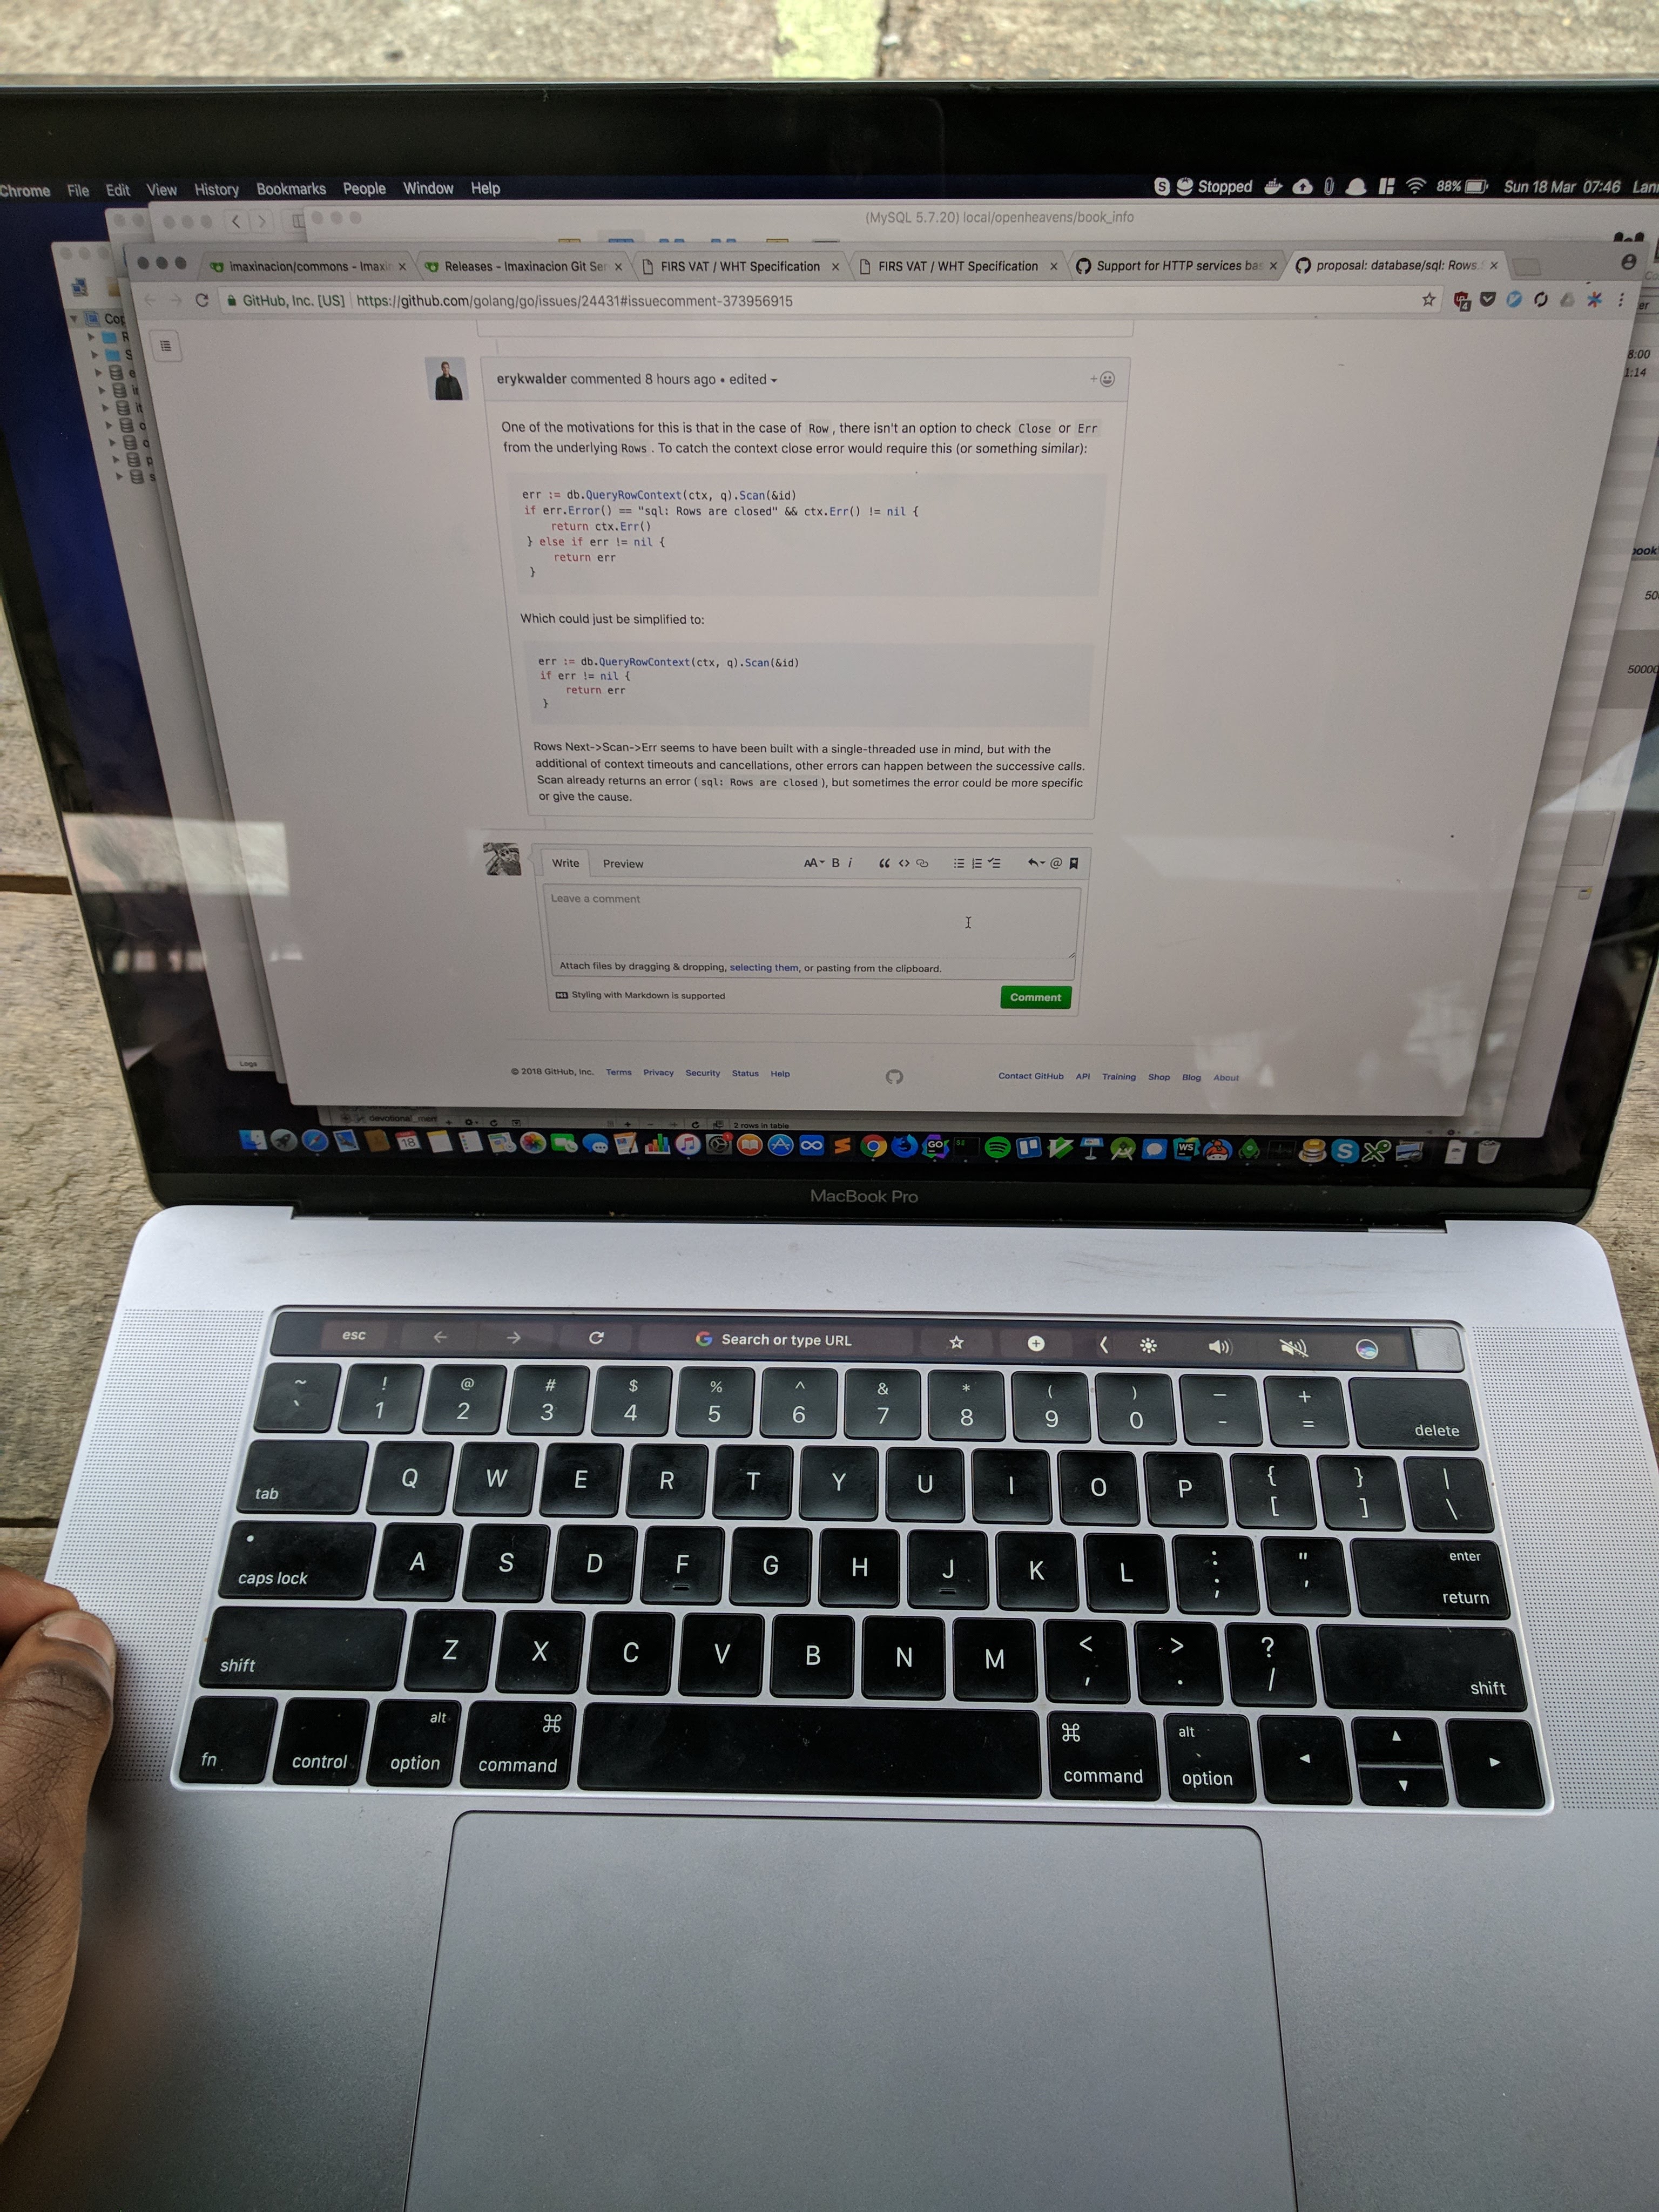 Chrome File Edit View History Bookmarks People Window Help Stopped 88% Sun 18 Mar 07:46
(MySQL 5.7.20) local/openheavens/book_info
imaxinacion/commons - Imaxin × Releases - Imaxinacion Git Ser × FIRS VAT / WHT Specification × FIRS VAT / WHT Specification × Support for HTTP services bas × proposal: database/sql: Rows. ×
GitHub, Inc. [US] | https://github.com/golang/go/issues/24431#issuecomment-373956915
8:00
1:14
erykwalder commented 8 hours ago • edited
One of the motivations for this is that in the case of Row , there isn't an option to check Close or Err
from the underlying Rows . To catch the context close error would require this (or something similar):
err := db.QueryRowContext(ctx, q).Scan(&id)
if err.Error() == "sql: Rows are closed" && ctx.Err() != nil {
return ctx.Err()
} else if err != nil {
return err
}
Which could just be simplified to:
err := db.QueryRowContext(ctx, q).Scan(&id)
if err != nil {
return err
}
Rows Next->Scan->Err seems to have been built with a single-threaded use in mind, but with the
additional of context timeouts and cancellations, other errors can happen between the successive calls.
Scan already returns an error ( sql: Rows are closed ), but sometimes the error could be more specific
or give the cause.
Write Preview AA B i
Leave a comment
Attach files by dragging & dropping, selecting them, or pasting from the clipboard.
Styling with Markdown is supported
Comment
Logs
© 2018 GitHub, Inc. Terms Privacy Security Status Help Contact GitHub API Training Shop Blog About
2 rows in table
18 GO WS S
MacBook Pro
esc Search or type URL
~ ! @ # $ % ^ & * ( ) — +
` 1 2 3 4 5 6 7 8 9 0 - = delete
tab Q W E R T Y U I O P { [ } ] | \
caps lock A S D F G H J K L : ; " ' enter return
shift Z X C V B N M < , > . ? / shift
fn control alt option ⌘ command ⌘ command alt option